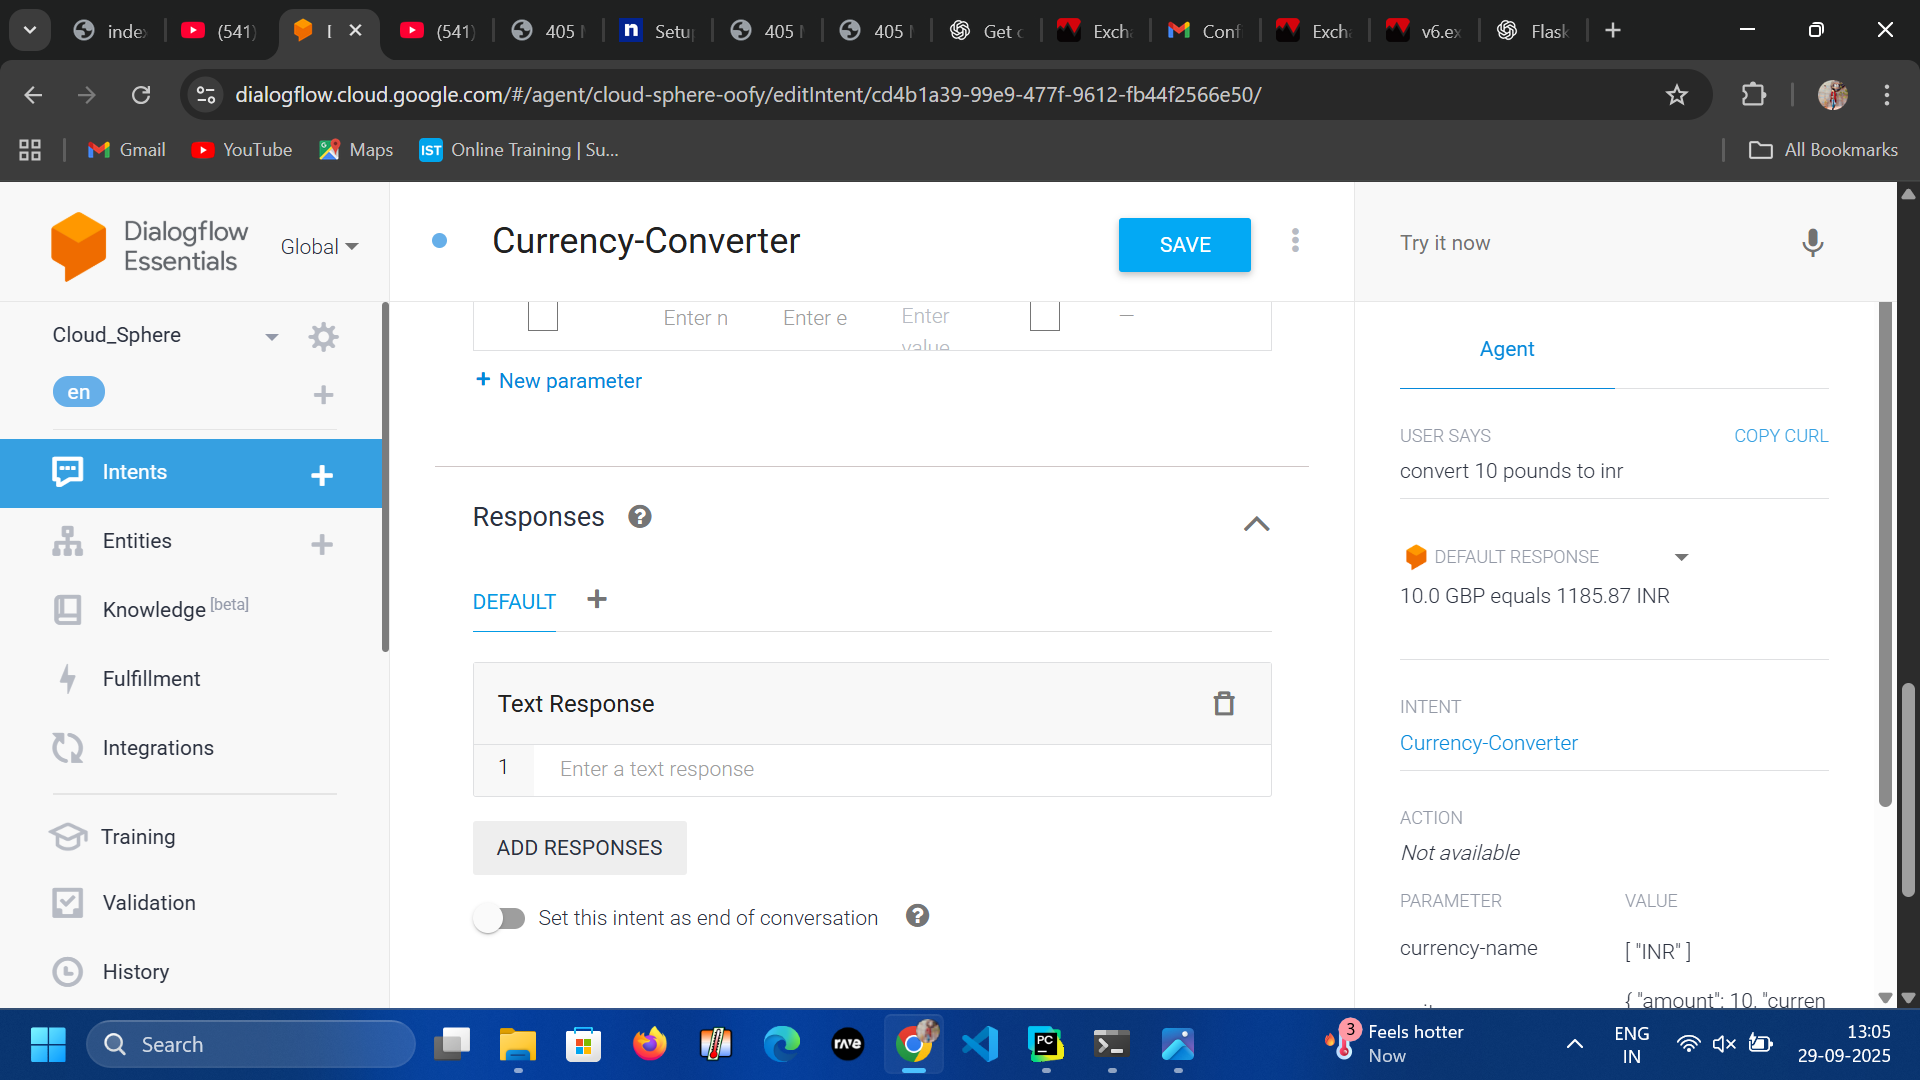 inde
(541)
(541)
405
Setu
405
405
Get
Exch
Conf
Exch
v6.ex
Flask
dialogflow.cloud.google.com/#/agent/cloud-sphere-oofy/editIntent/cd4b1a39-99e9-477f-9612-fb44f2566e50/
Gmail
YouTube
Maps
IST
Online Training | Su...
All Bookmarks
Dialogflow
Essentials
Global
Currency-Converter
SAVE
Try it now
Cloud_Sphere
en
Intents
Entities
Knowledge [beta]
Fulfillment
Integrations
Training
Validation
History
Enter n
Enter e
Enter
value
—
+ New parameter
Responses
DEFAULT
Text Response
1
Enter a text response
ADD RESPONSES
Set this intent as end of conversation
Agent
USER SAYS
COPY CURL
convert 10 pounds to inr
DEFAULT RESPONSE
10.0 GBP equals 1185.87 INR
INTENT
Currency-Converter
ACTION
Not available
PARAMETER
VALUE
currency-name
[ "INR" ]
{ "amount": 10, "curren
Search
rave
PC
3
Feels hotter
Now
ENG
IN
13:05
29-09-2025